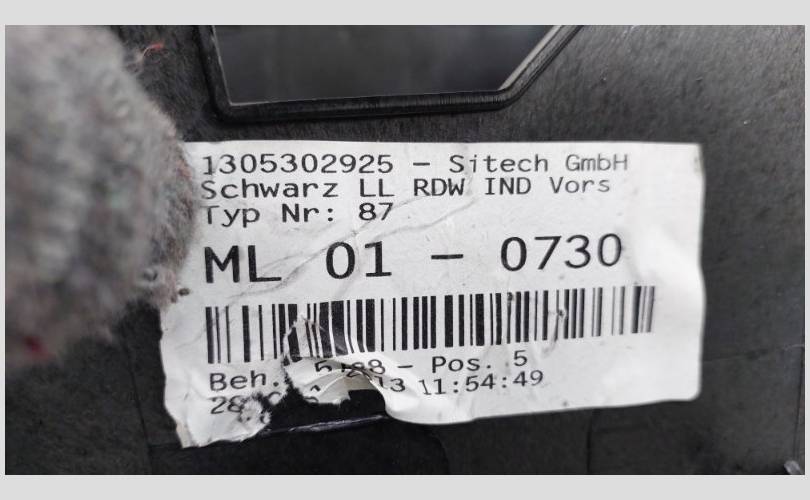 1305302925 - Sitech GmbH
Schwarz LL RDW IND Vors
Typ Nr: 87
ML 01 - 0730
Beh. - Pos. 5
11:54:49